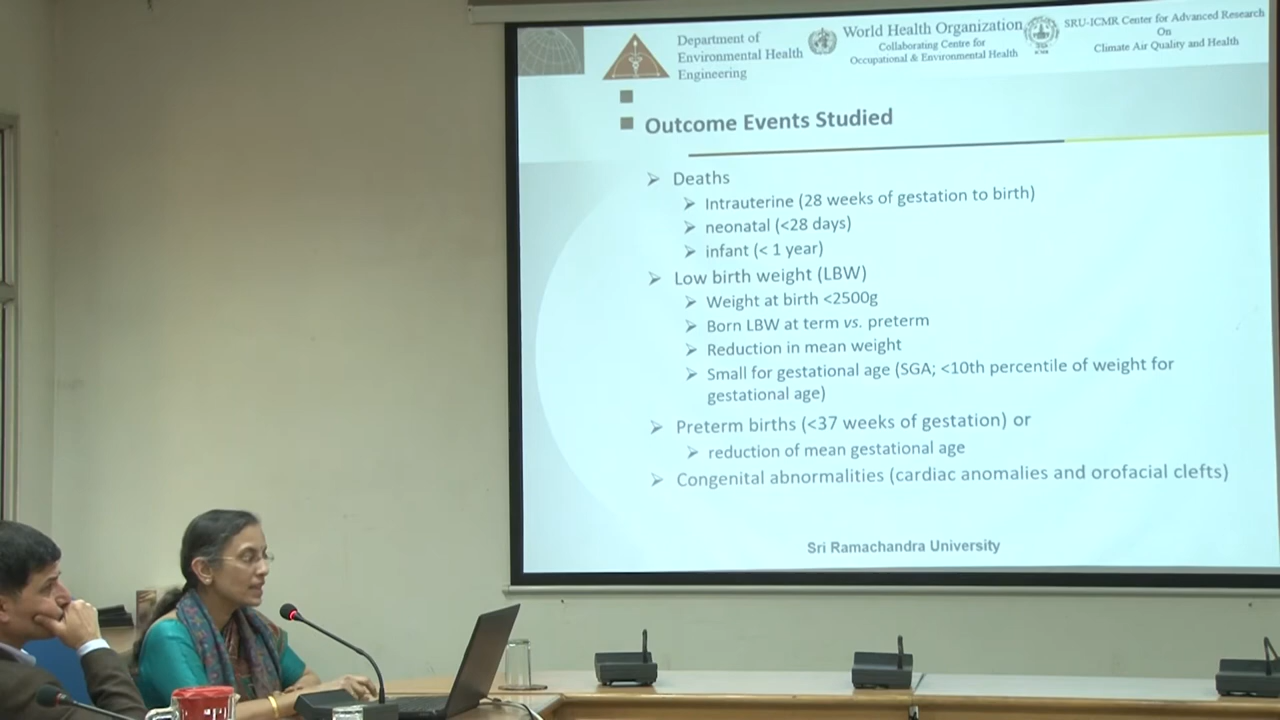 Department of
Environmental Health
Engineering
World Health Organization
Collaborating Centre for
Occupational & Environmental Health
SRU-ICMR Center for Advanced Research
On
Climate Air Quality and Health
Outcome Events Studied
Deaths
Intrauterine (28 weeks of gestation to birth)
neonatal (<28 days)
infant (< 1 year)
Low birth weight (LBW)
Weight at birth <2500g
Born LBW at term vs. preterm
Reduction in mean weight
Small for gestational age (SGA; <10th percentile of weight for
gestational age)
Preterm births (<37 weeks of gestation) or
reduction of mean gestational age
Congenital abnormalities (cardiac anomalies and orofacial clefts)
Sri Ramachandra University